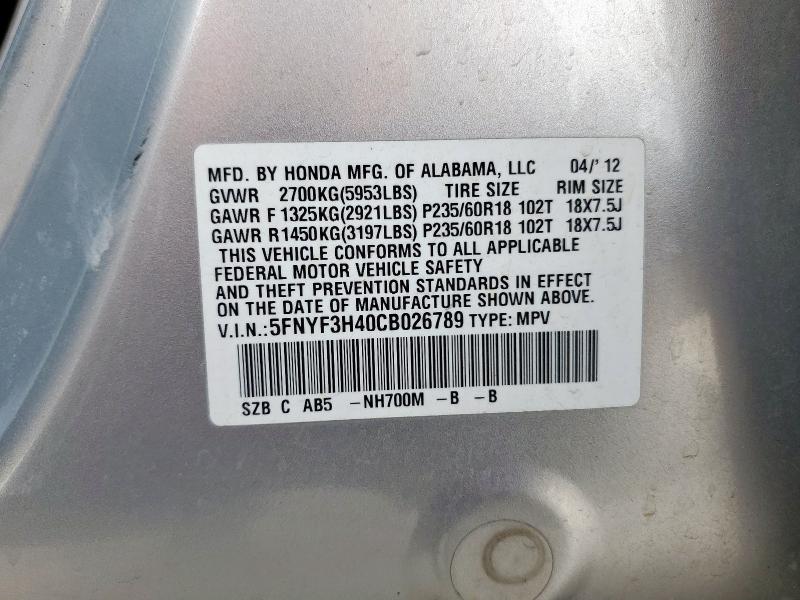 MFD. BY HONDA MFG. OF ALABAMA, LLC 04/'12
GVWR 2700KG(5953LBS) TIRE SIZE RIM SIZE
GAWR F 1325KG(2921LBS) P235/60R18 102T 18X7.5J
GAWR R1450KG(3197LBS) P235/60R18 102T 18X7.5J
THIS VEHICLE CONFORMS TO ALL APPLICABLE
FEDERAL MOTOR VEHICLE SAFETY
AND THEFT PREVENTION STANDARDS IN EFFECT
ON THE DATE OF MANUFACTURE SHOWN ABOVE.
V.I.N.:5FNYF3H40CB026789 TYPE: MPV
SZB C AB5 -NH700M -B -B